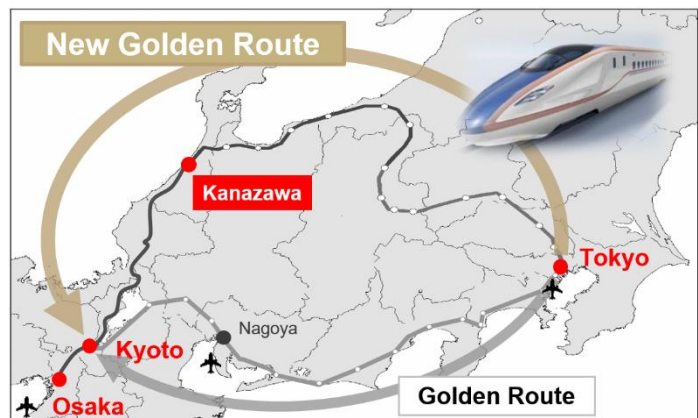 New Golden Route
Kanazawa
Tokyo
Nagoya
Kyoto
Golden Route
Osaka